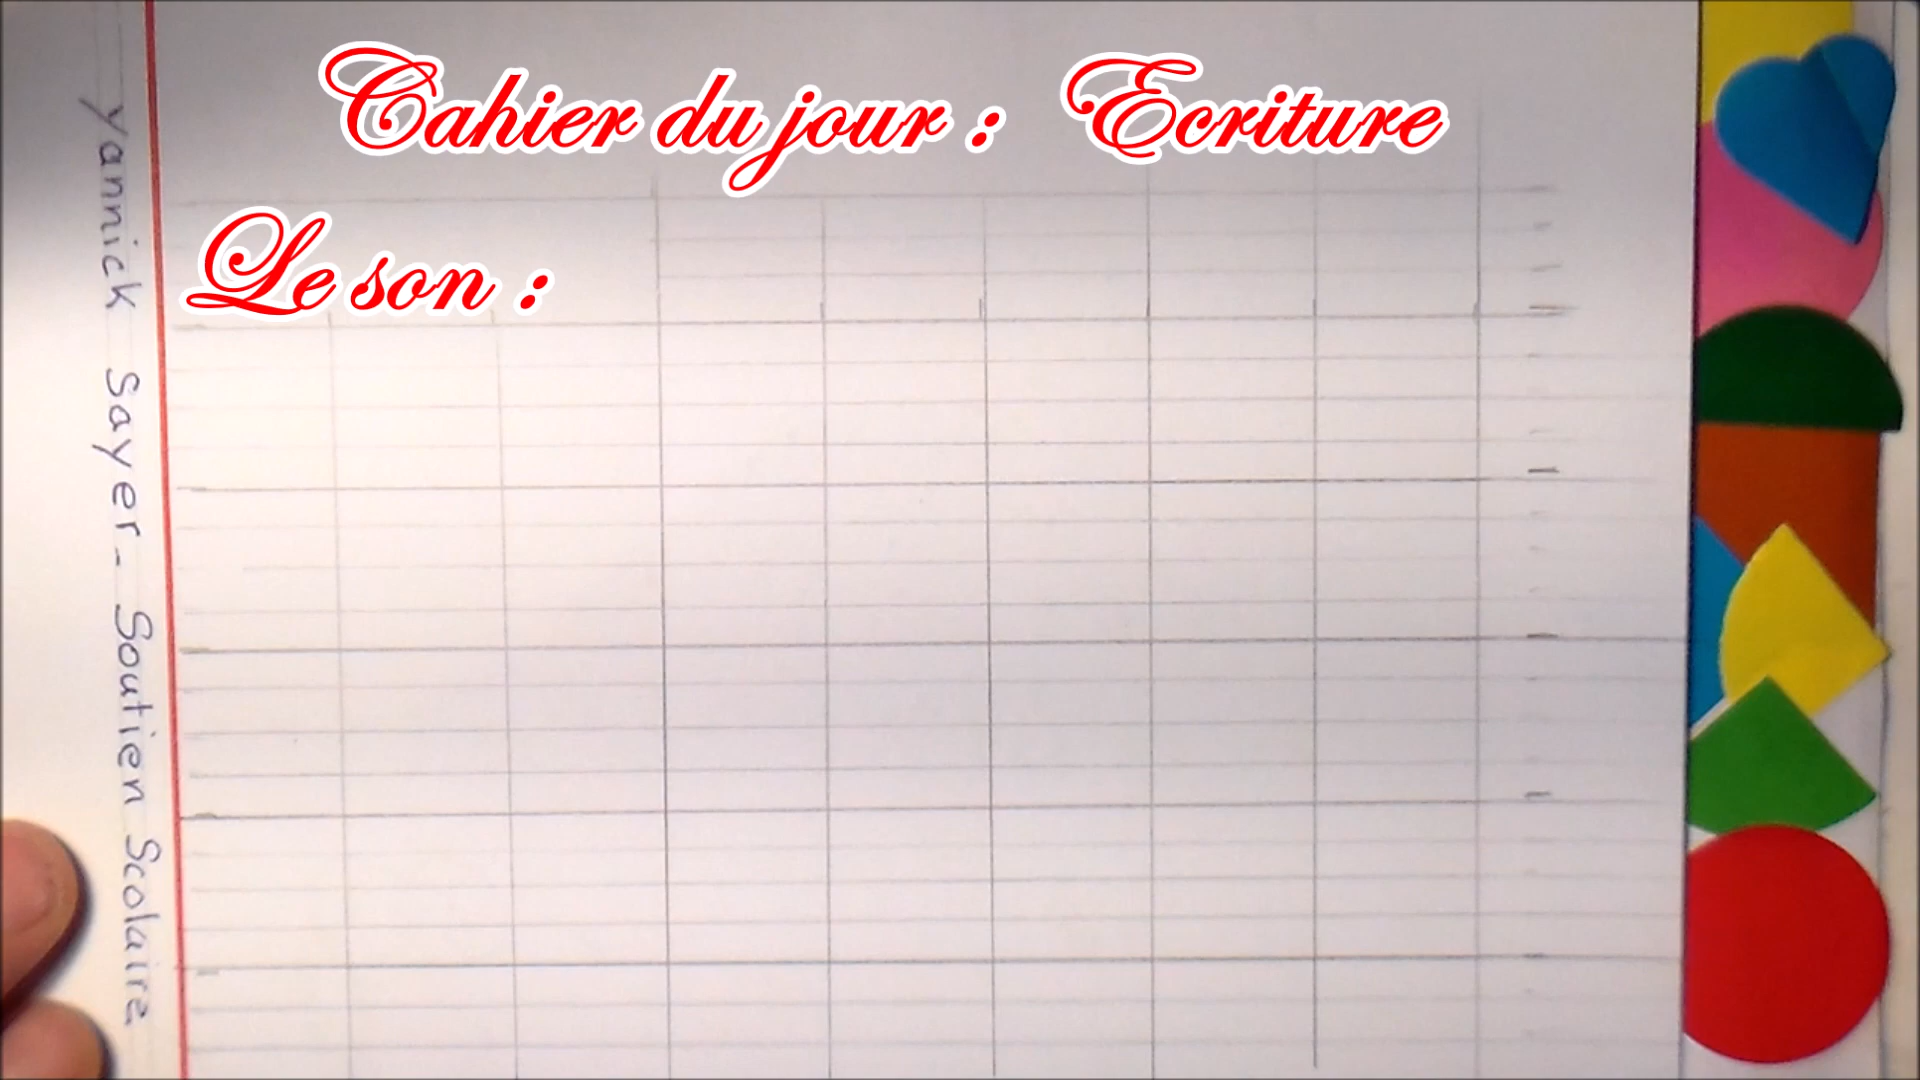 Cahier du jour : Ecriture
Le son :
yannick Sayer - Soutien Scolaire